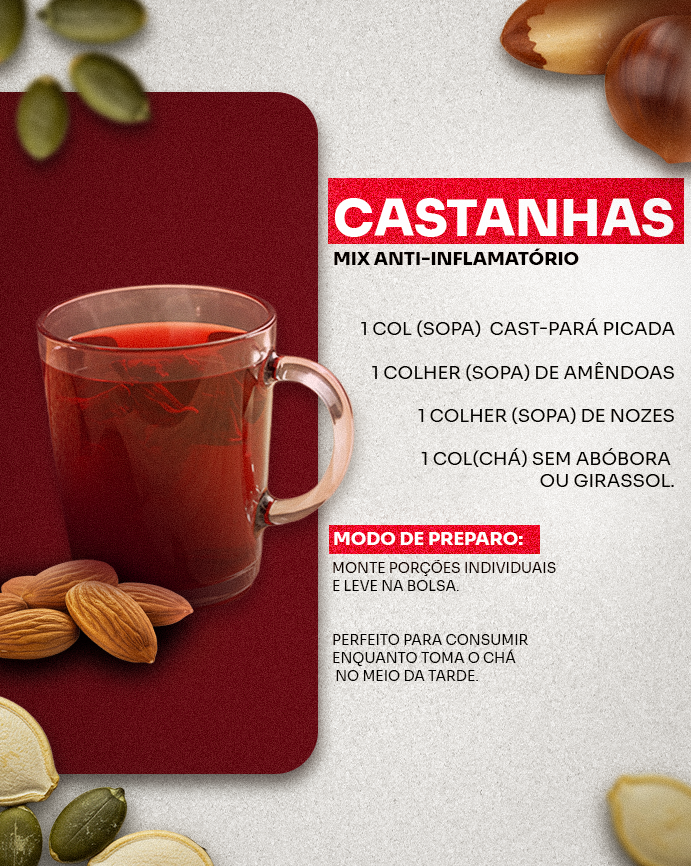 CASTANHAS
MIX ANTI-INFLAMATÓRIO
1 COL (SOPA) CAST-PARÁ PICADA
1 COLHER (SOPA) DE AMÊNDOAS
1 COLHER (SOPA) DE NOZES
1 COL(CHÁ) SEM ABÓBORA
OU GIRASSOL.
MODO DE PREPARO:
MONTE PORÇÕES INDIVIDUAIS
E LEVE NA BOLSA.
PERFEITO PARA CONSUMIR
ENQUANTO TOMA O CHÁ
NO MEIO DA TARDE.